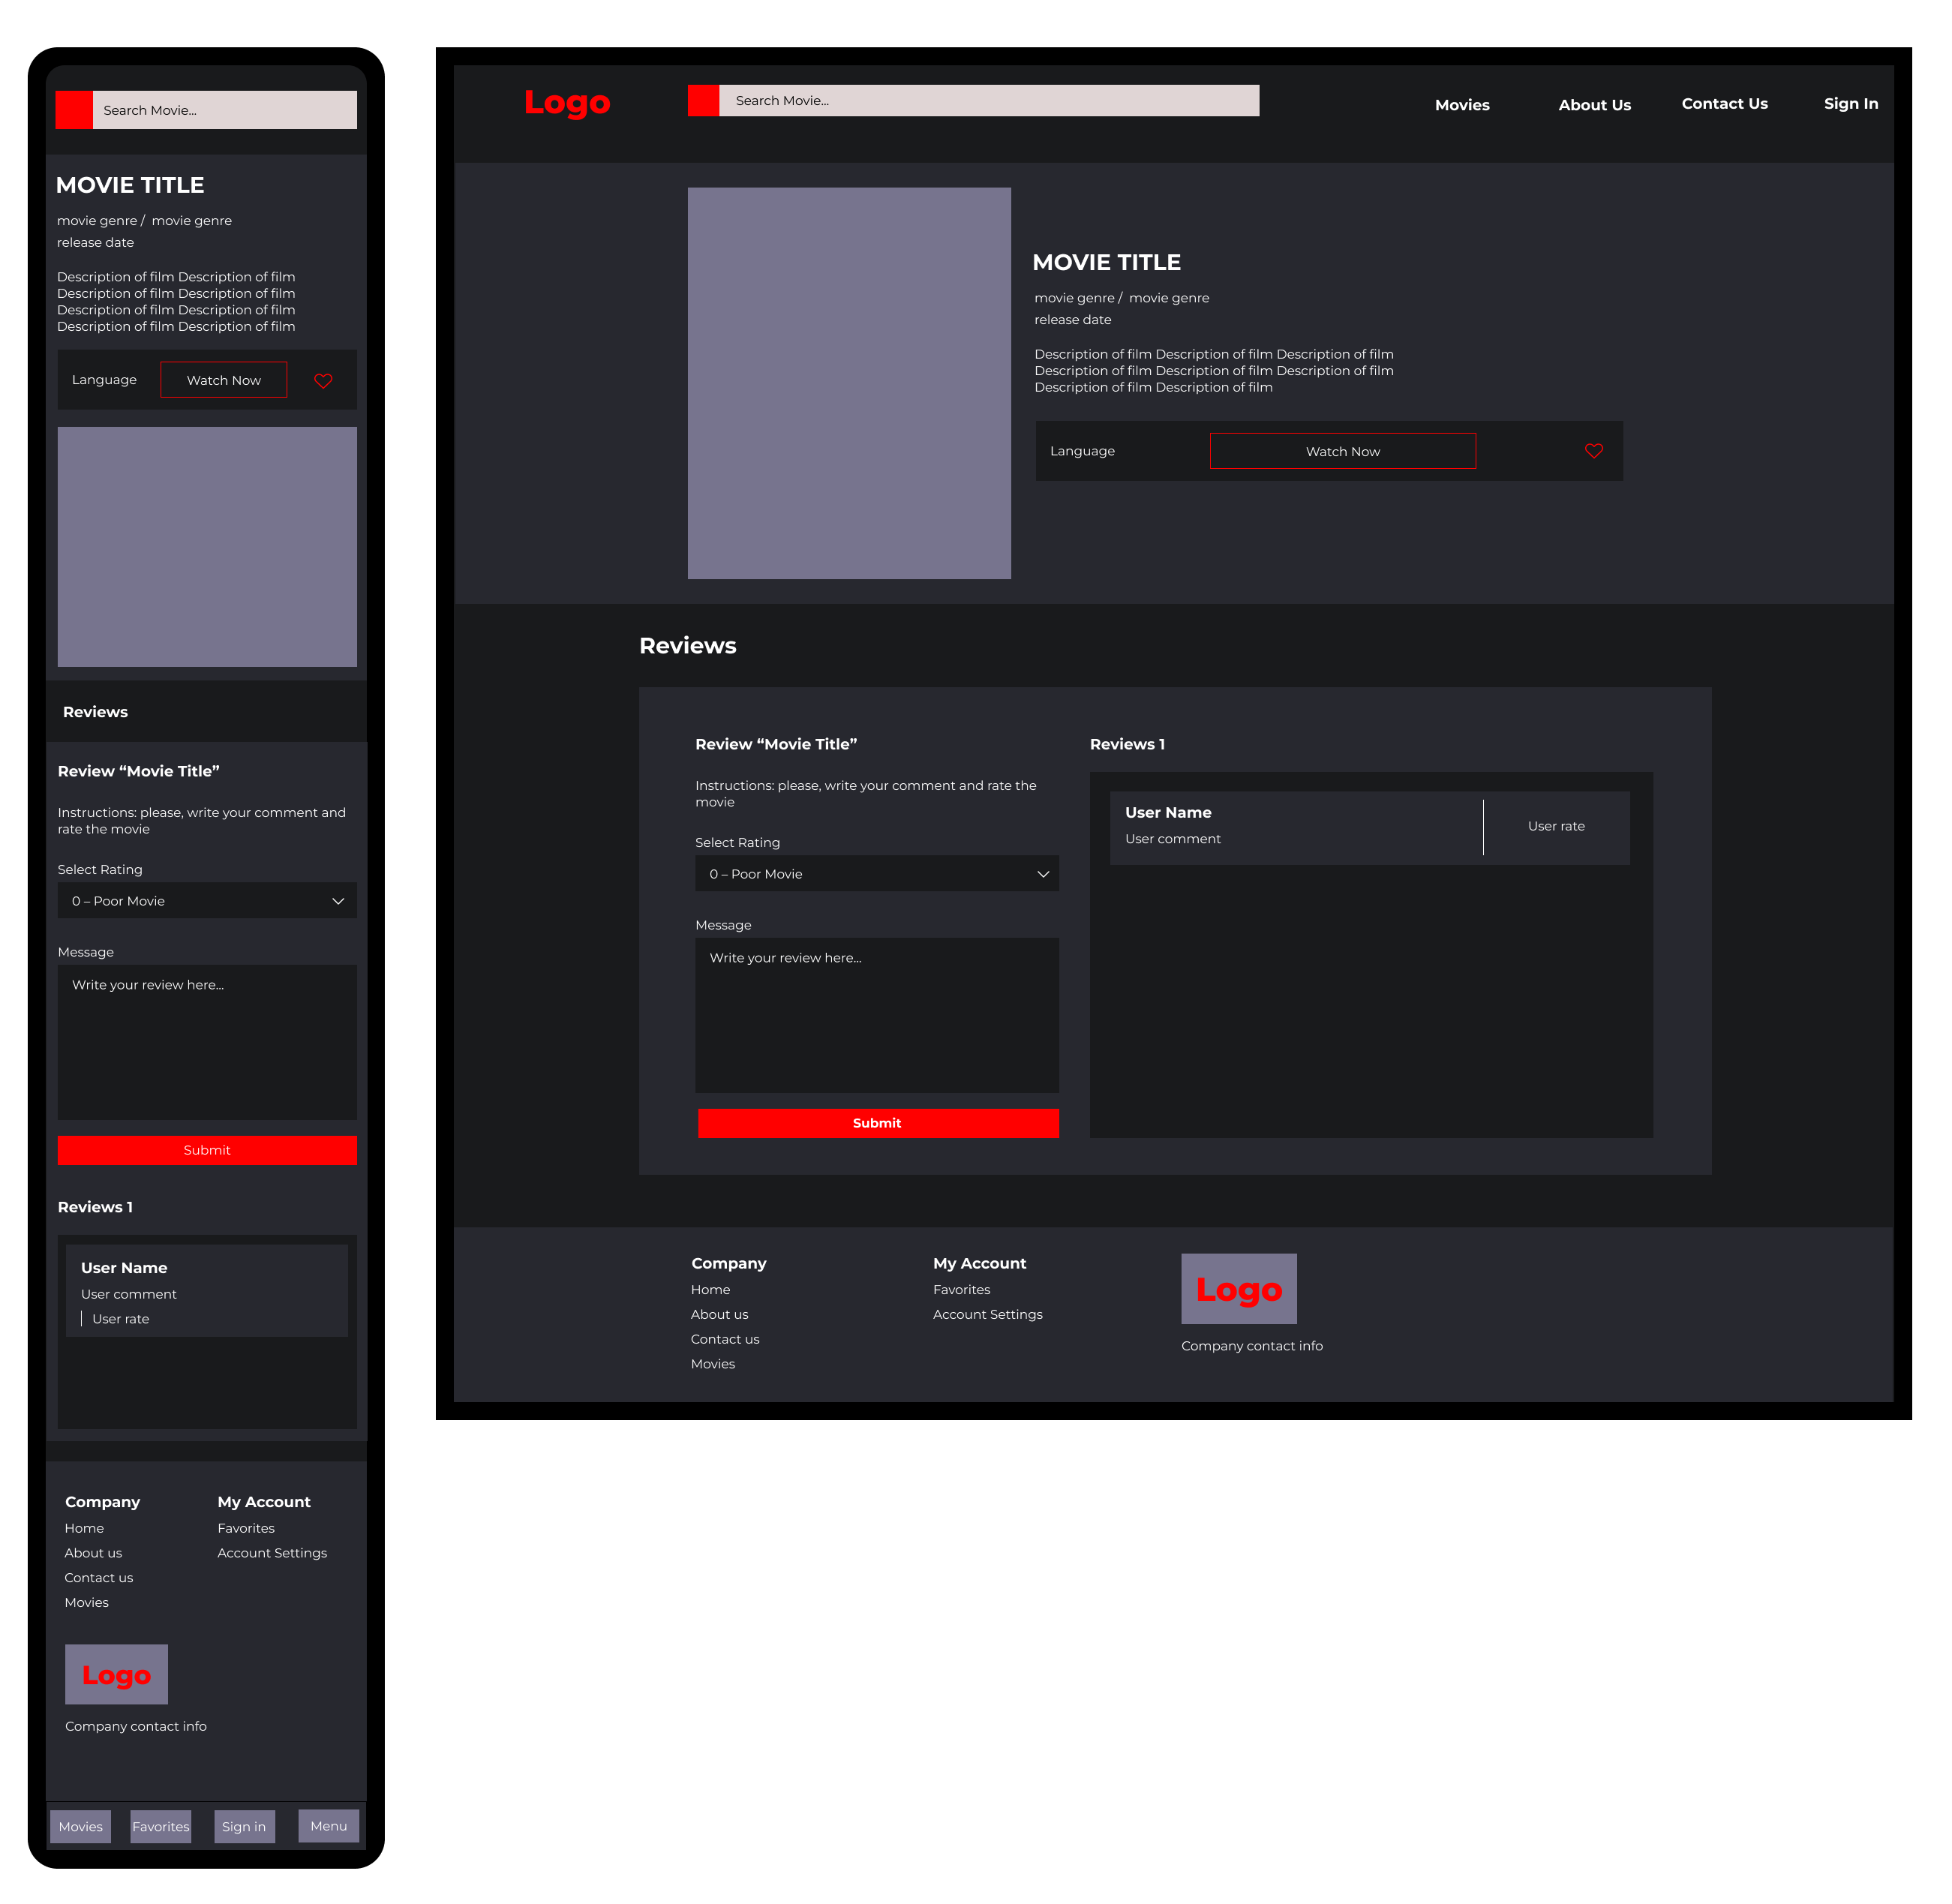 Search Movie...
MOVIE TITLE
movie genre /  movie genre
release date
Description of film Description of film
Description of film Description of film
Description of film Description of film
Description of film Description of film
Language
Watch Now
Reviews
Review “Movie Title”
Instructions: please, write your comment and
rate the movie
Select Rating
0 – Poor Movie
Message
Write your review here...
Submit
Reviews 1
User Name
User comment
User rate
Company
Home
About us
Contact us
Movies
My Account
Favorites
Account Settings
Logo
Company contact info
Movies
Favorites
Sign in
Menu
Logo
Search Movie...
Movies
About Us
Contact Us
Sign In
MOVIE TITLE
movie genre /  movie genre
release date
Description of film Description of film Description of film
Description of film Description of film Description of film
Description of film Description of film
Language
Watch Now
Reviews
Review “Movie Title”
Instructions: please, write your comment and rate the
movie
Select Rating
0 – Poor Movie
Message
Write your review here...
Submit
Reviews 1
User Name
User comment
User rate
Company
Home
About us
Contact us
Movies
My Account
Favorites
Account Settings
Logo
Company contact info